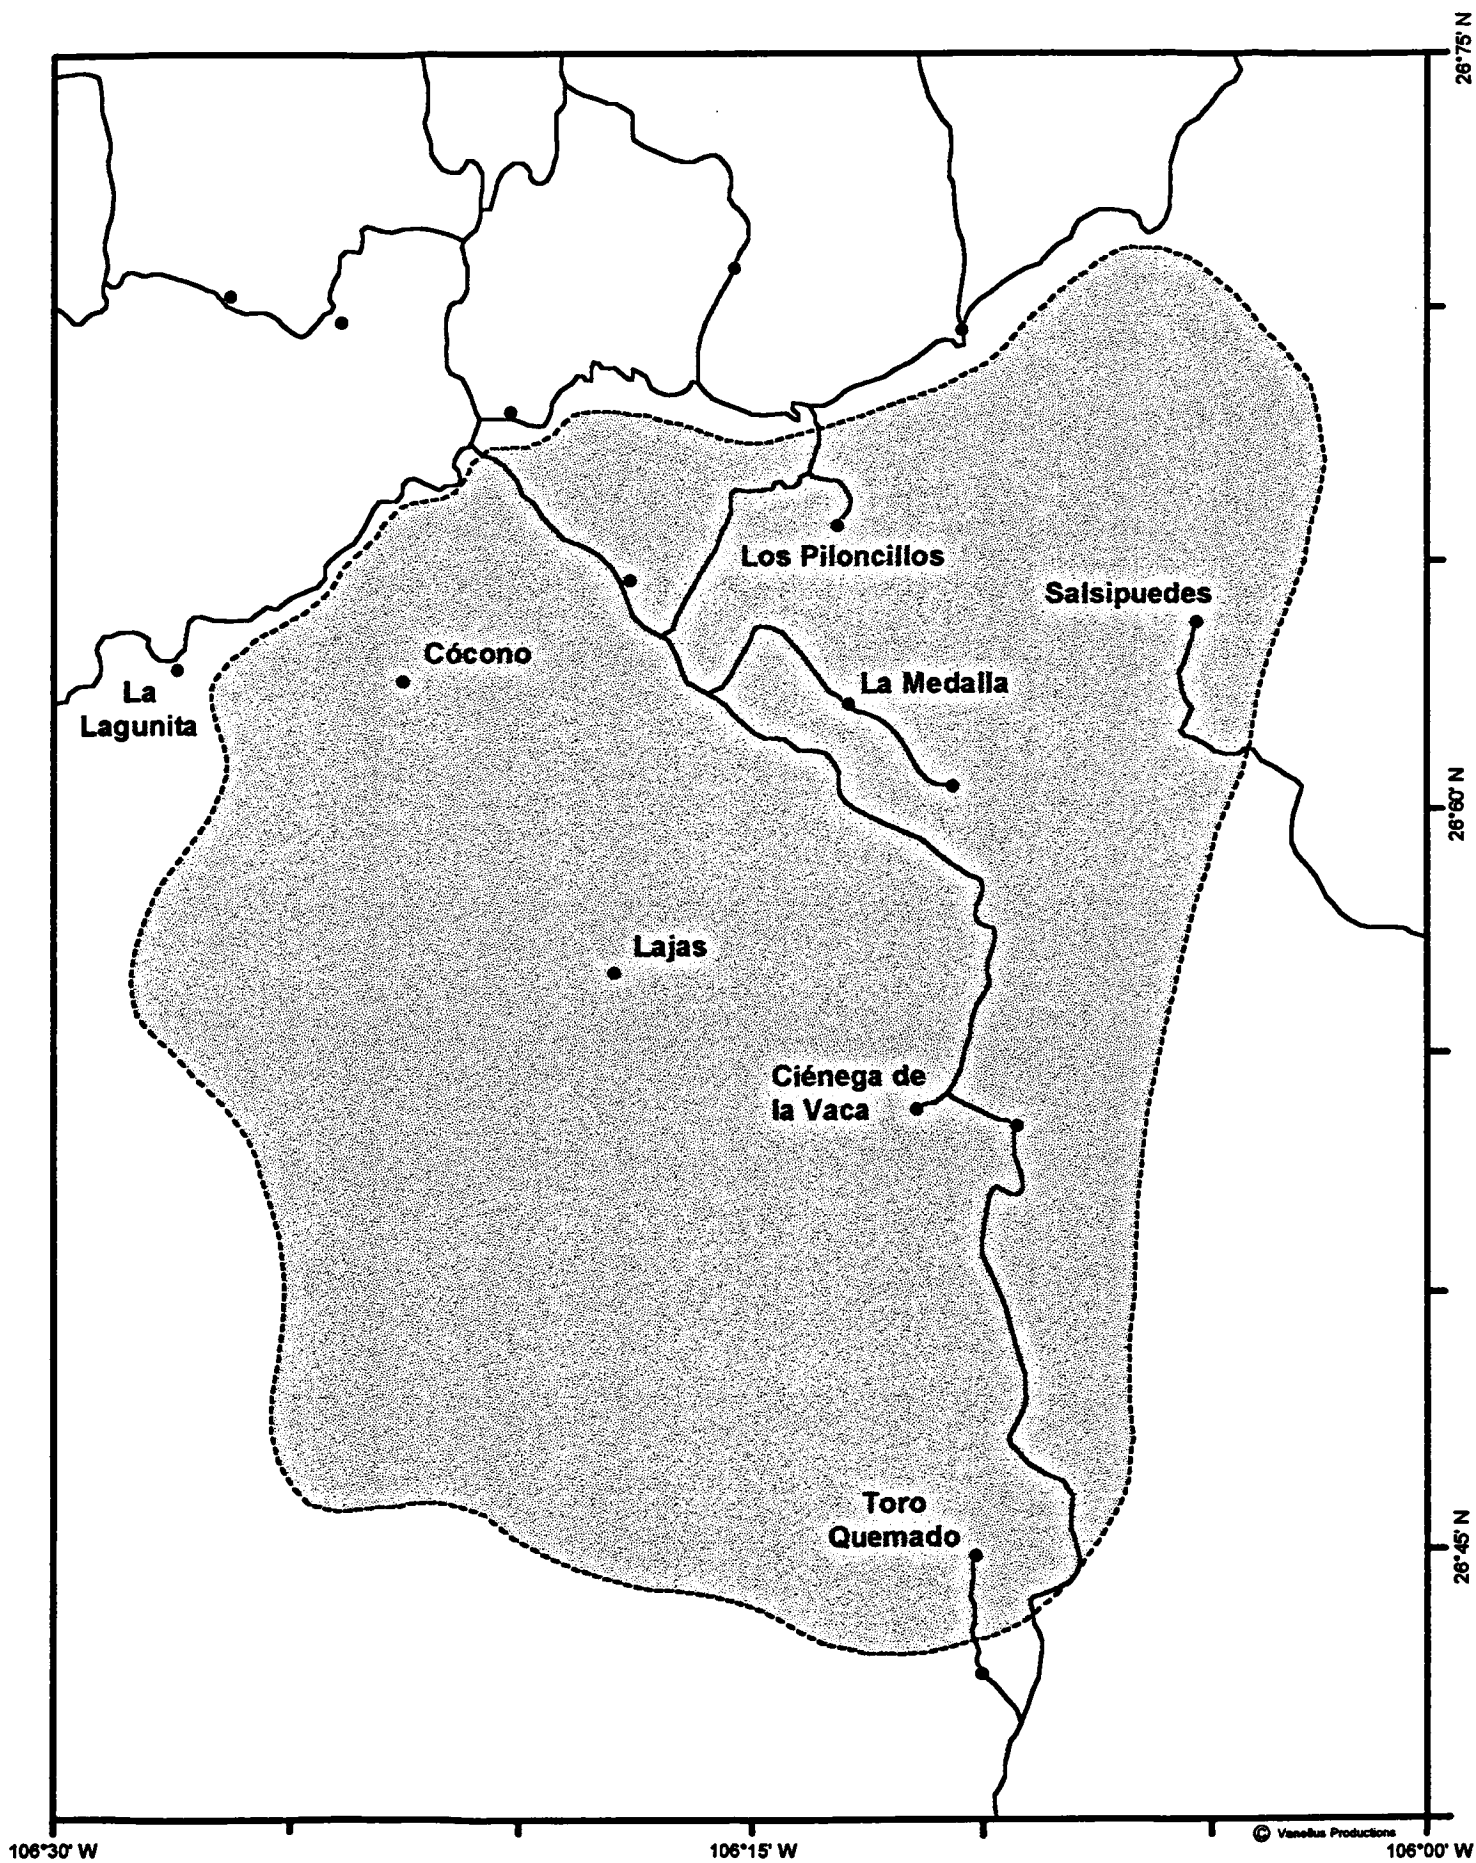 26°75' N
Los Piloncillos
Salsipuedes
Cócono
La Medalla
La
Lagunita
26°60' N
Lajas
Ciénega de
la Vaca
Toro
Quemado
26°45' N
© Vanellus Productions
106°30' W
106°15' W
106°00' W